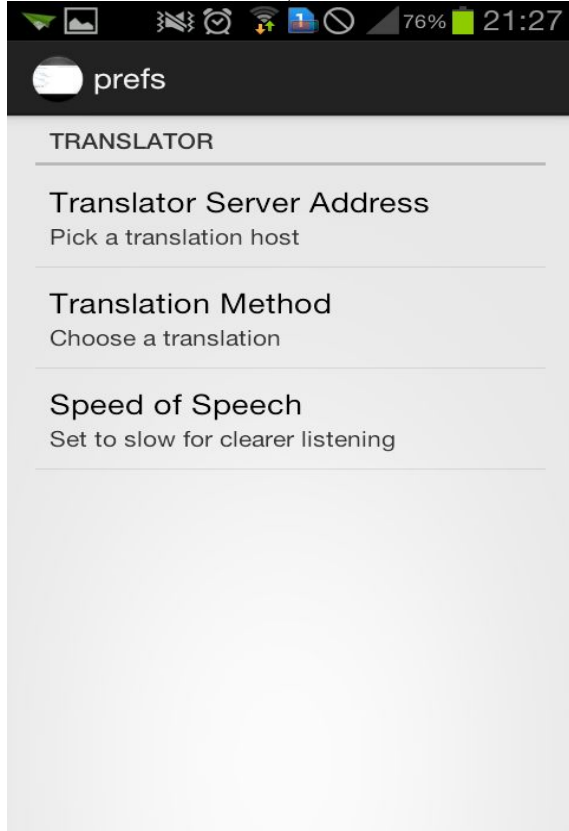 76% 21:27
prefs
TRANSLATOR
Translator Server Address
Pick a translation host
Translation Method
Choose a translation
Speed of Speech
Set to slow for clearer listening